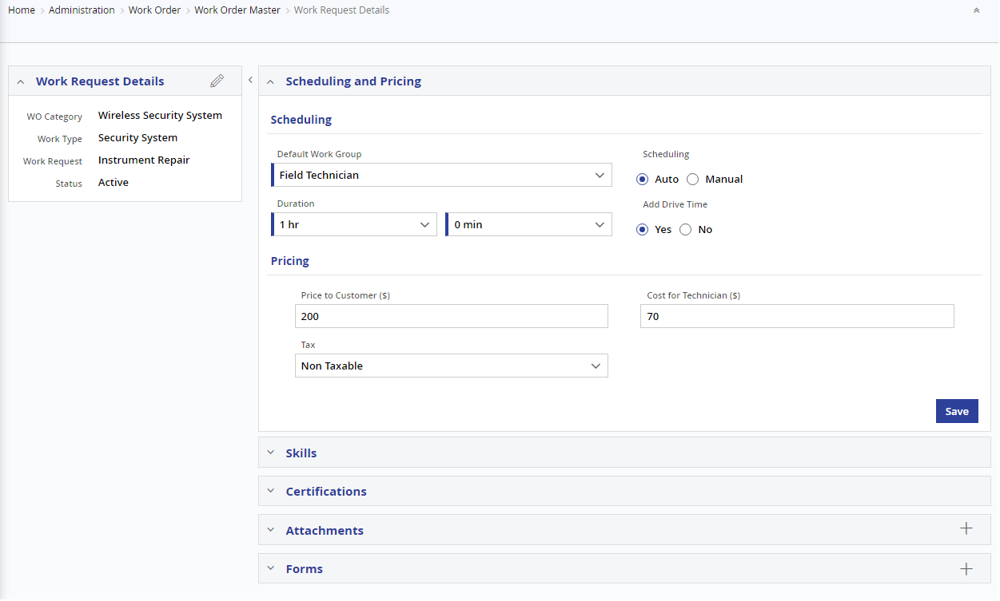 Home > Administration > Work Order > Work Order Master > Work Request Details
Work Request Details
WO Category Wireless Security System
Work Type Security System
Work Request Instrument Repair
Status Active
Scheduling and Pricing
Scheduling
Default Work Group
Field Technician
Scheduling
Auto Manual
Duration
1 hr 0 min
Add Drive Time
Yes No
Pricing
Price to Customer ($) Cost for Technician ($)
200 70
Tax
Non Taxable
Save
Skills
Certifications
Attachments
Forms